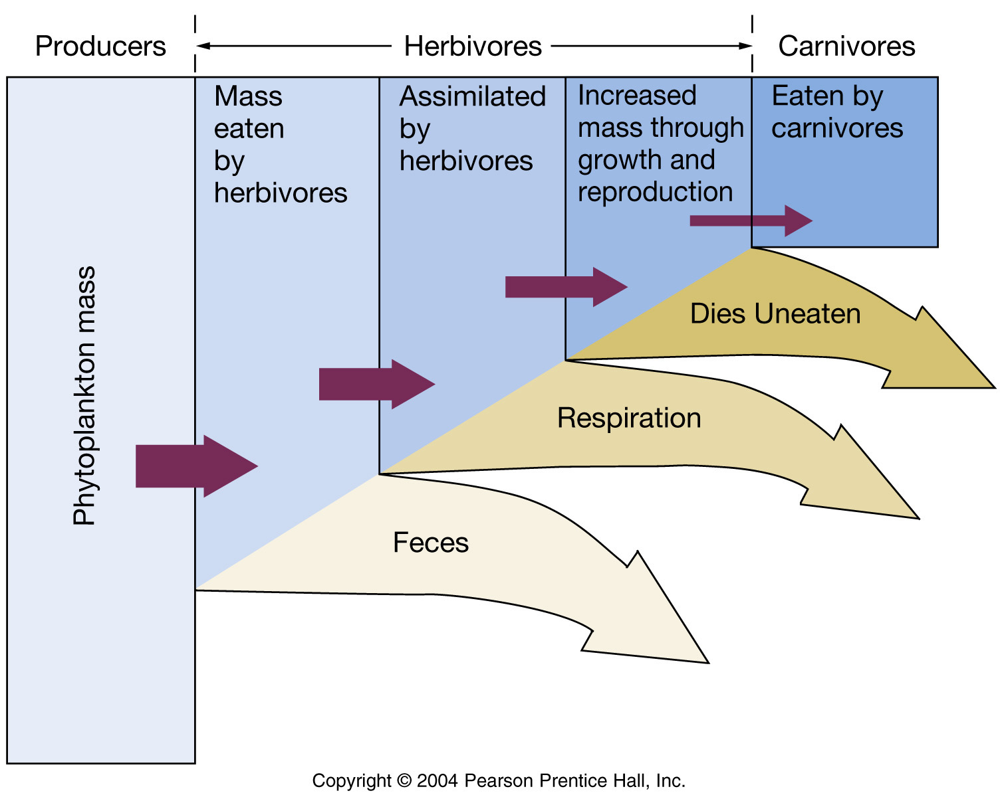 Producers
Herbivores
Carnivores
Mass
eaten
by
herbivores
Assimilated
by
herbivores
Increased
mass through
growth and
reproduction
Eaten by
carnivores
Phytoplankton mass
Dies Uneaten
Respiration
Feces
Copyright © 2004 Pearson Prentice Hall, Inc.